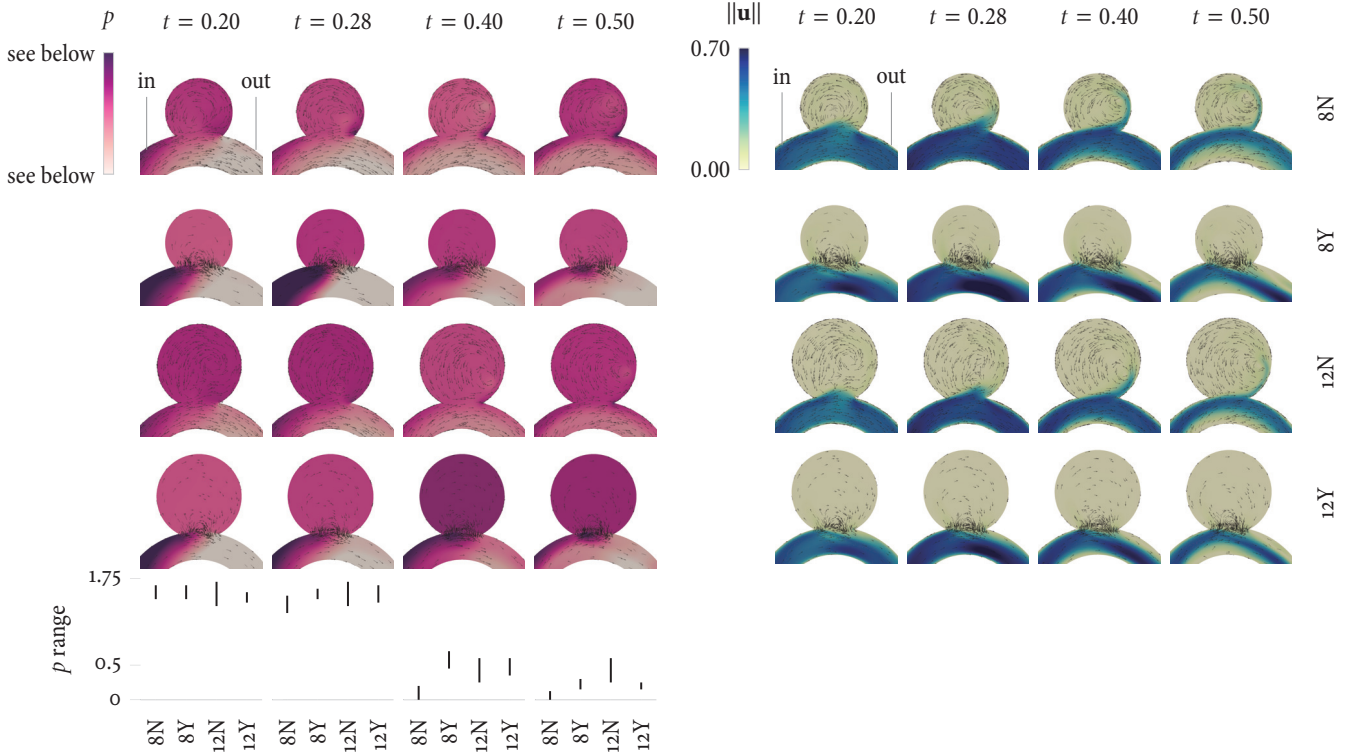 p t = 0.20 t = 0.28 t = 0.40 t = 0.50
see below
in out
see below
||u|| t = 0.20 t = 0.28 t = 0.40 t = 0.50
0.70
in out
0.00
8N
8Y
12N
12Y
p range
1.75
0.5
0
8N 8Y 12N 12Y 8N 8Y 12N 12Y 8N 8Y 12N 12Y 8N 8Y 12N 12Y